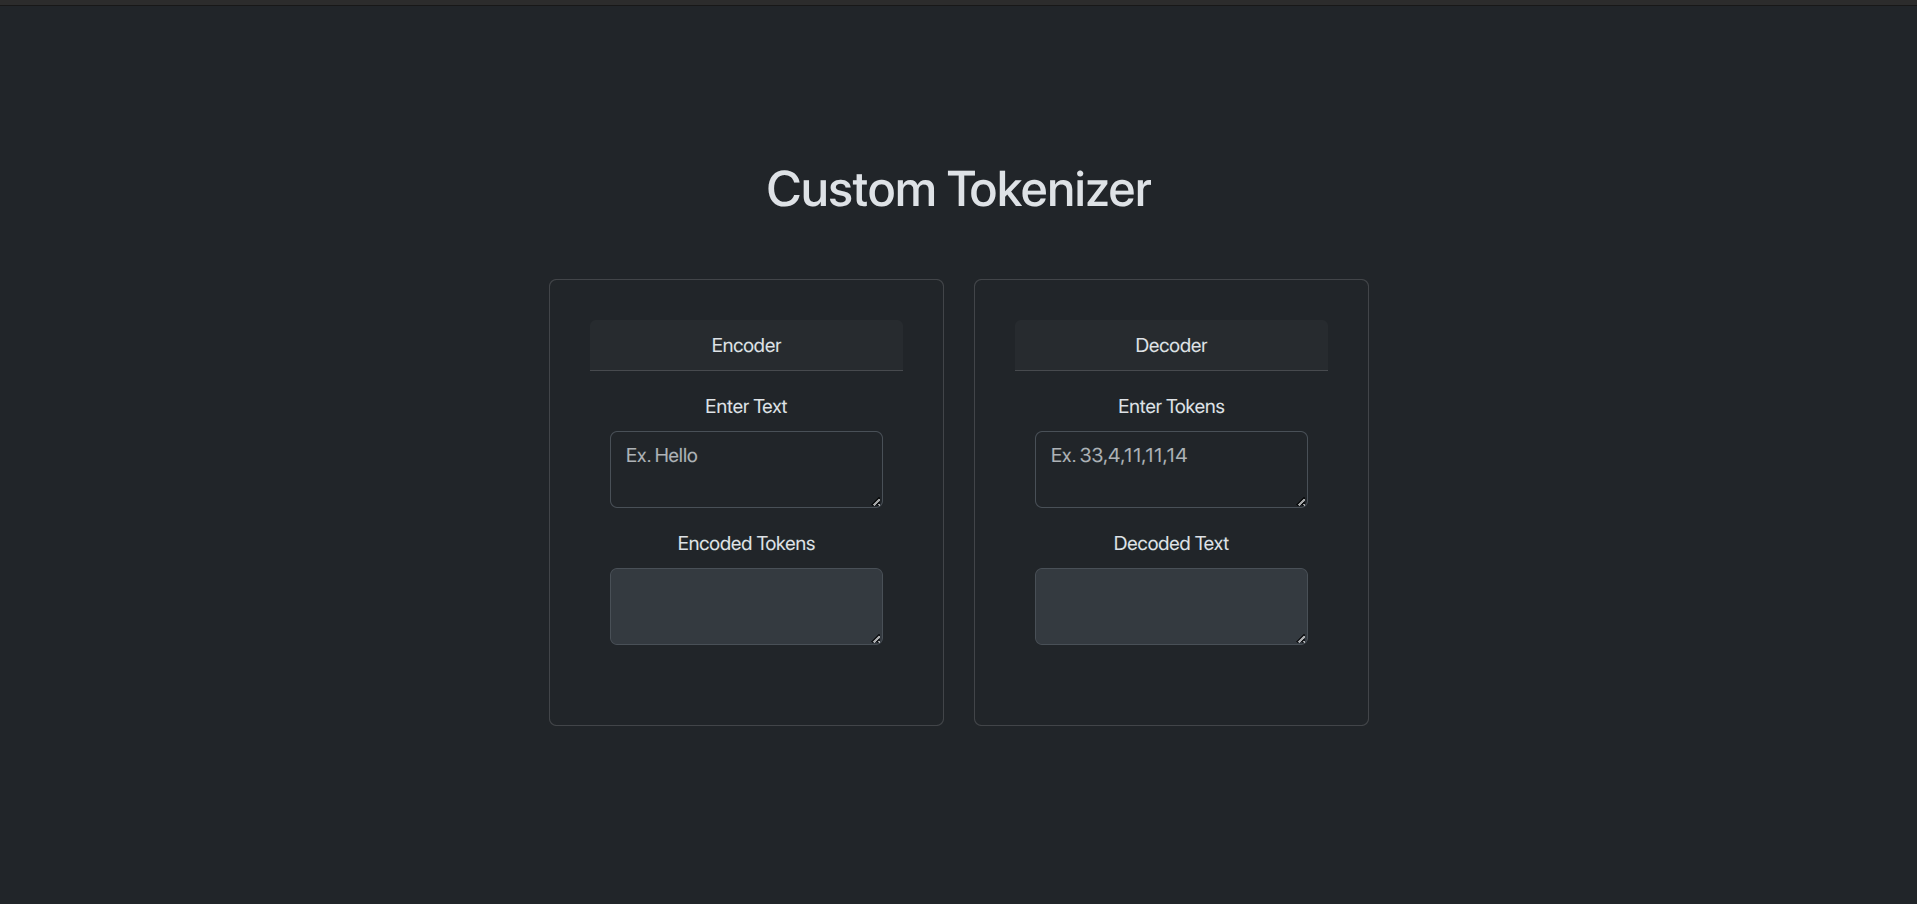 Custom Tokenizer
Encoder
Enter Text
Ex. Hello
Encoded Tokens
Decoder
Enter Tokens
Ex. 33,4,11,11,14
Decoded Text